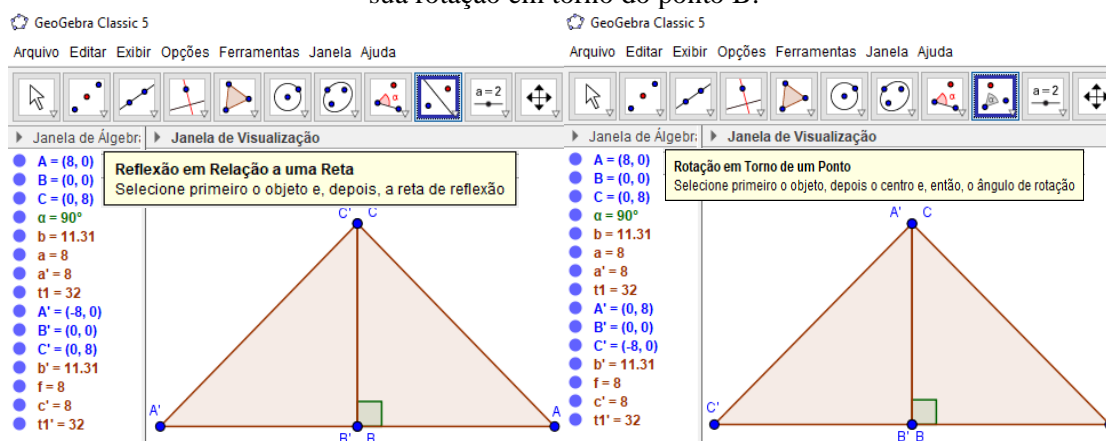 sua rotação em torno do ponto B.
GeoGebra Classic 5
Arquivo Editar Exibir Opções Ferramentas Janela Ajuda
α
a=2
Janela de Álgebr
Janela de Visualização
A = (8, 0)
B = (0, 0)
C = (0, 8)
α = 90°
b = 11.31
a = 8
a' = 8
t1 = 32
A' = (-8, 0)
B' = (0, 0)
C' = (0, 8)
b' = 11.31
f = 8
c' = 8
t1' = 32
Reflexão em Relação a uma Reta
Selecione primeiro o objeto e, depois, a reta de reflexão
C' C
A'
A
B' B
GeoGebra Classic 5
Arquivo Editar Exibir Opções Ferramentas Janela Ajuda
α
α
a=2
Janela de Álgebr
Janela de Visualização
A = (8, 0)
B = (0, 0)
C = (0, 8)
α = 90°
b = 11.31
a = 8
a' = 8
t1 = 32
A' = (0, 8)
B' = (0, 0)
C' = (-8, 0)
b' = 11.31
f = 8
c' = 8
t1' = 32
Rotação em Torno de um Ponto
Selecione primeiro o objeto, depois o centro e, então, o ângulo de rotação
A' C
C'
B' B